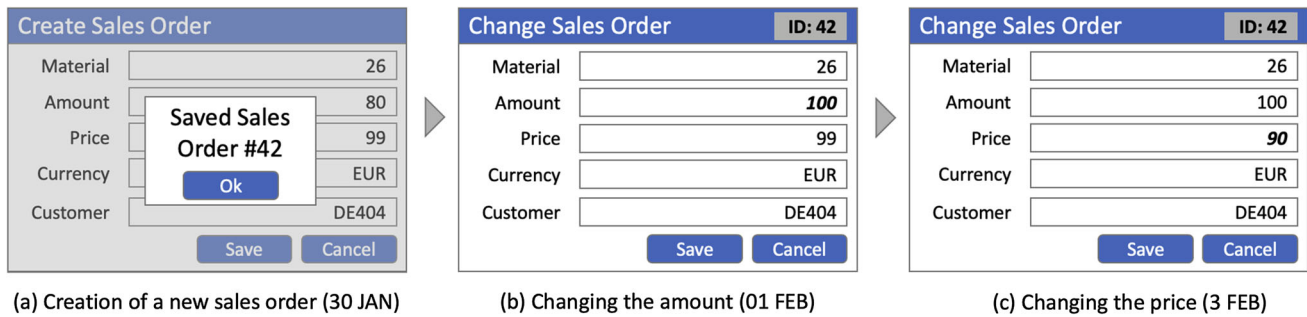 Create Sales Order
Material 26
Amount 80
Price 99
Currency EUR
Customer DE404
Saved Sales
Order #42
Ok
Save Cancel
(a) Creation of a new sales order (30 JAN)
Change Sales Order ID: 42
Material 26
Amount 100
Price 99
Currency EUR
Customer DE404
Save Cancel
(b) Changing the amount (01 FEB)
Change Sales Order ID: 42
Material 26
Amount 100
Price 90
Currency EUR
Customer DE404
Save Cancel
(c) Changing the price (3 FEB)